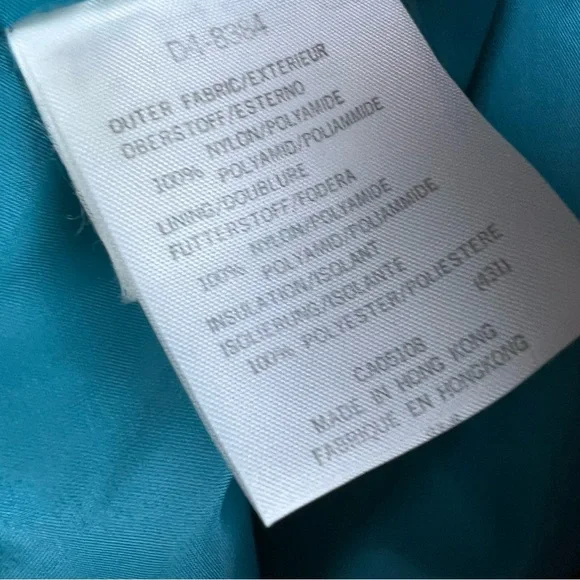 D4-8384
OUTER FABRIC/EXTERIEUR
OBERSTOFF/ESTERNO
100% NYLON/POLYAMIDE
POLYAMID/POLIAMMIDE
LINING/DOUBLURE
FUTTERSTOFF/FODERA
100% NYLON/POLYAMIDE
POLYAMID/POLIAMMIDE
INSULATION/ISOLANT
ISOLIERUNG/ISOLANTE
100% POLYESTER/POLIESTERE
(431)
CA05108
MADE IN HONG KONG
FABRIQUE EN HONGKONG